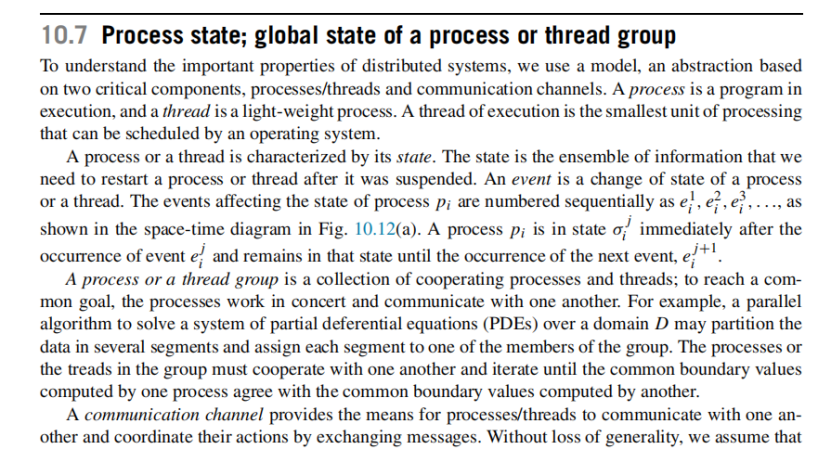 10.7 Process state; global state of a process or thread group
To understand the important properties of distributed systems, we use a model, an abstraction based
on two critical components, processes/threads and communication channels. A process is a program in
execution, and a thread is a light-weight process. A thread of execution is the smallest unit of processing
that can be scheduled by an operating system.
A process or a thread is characterized by its state. The state is the ensemble of information that we
need to restart a process or thread after it was suspended. An event is a change of state of a process
or a thread. The events affecting the state of process p_i are numbered sequentially as e_i^1, e_i^2, e_i^3, ..., as
shown in the space-time diagram in Fig. 10.12(a). A process p_i is in state σ_i^j immediately after the
occurrence of event e_i^j and remains in that state until the occurrence of the next event, e_i^{j+1}.
A process or a thread group is a collection of cooperating processes and threads; to reach a com-
mon goal, the processes work in concert and communicate with one another. For example, a parallel
algorithm to solve a system of partial deferential equations (PDEs) over a domain D may partition the
data in several segments and assign each segment to one of the members of the group. The processes or
the treads in the group must cooperate with one another and iterate until the common boundary values
computed by one process agree with the common boundary values computed by another.
A communication channel provides the means for processes/threads to communicate with one an-
other and coordinate their actions by exchanging messages. Without loss of generality, we assume that